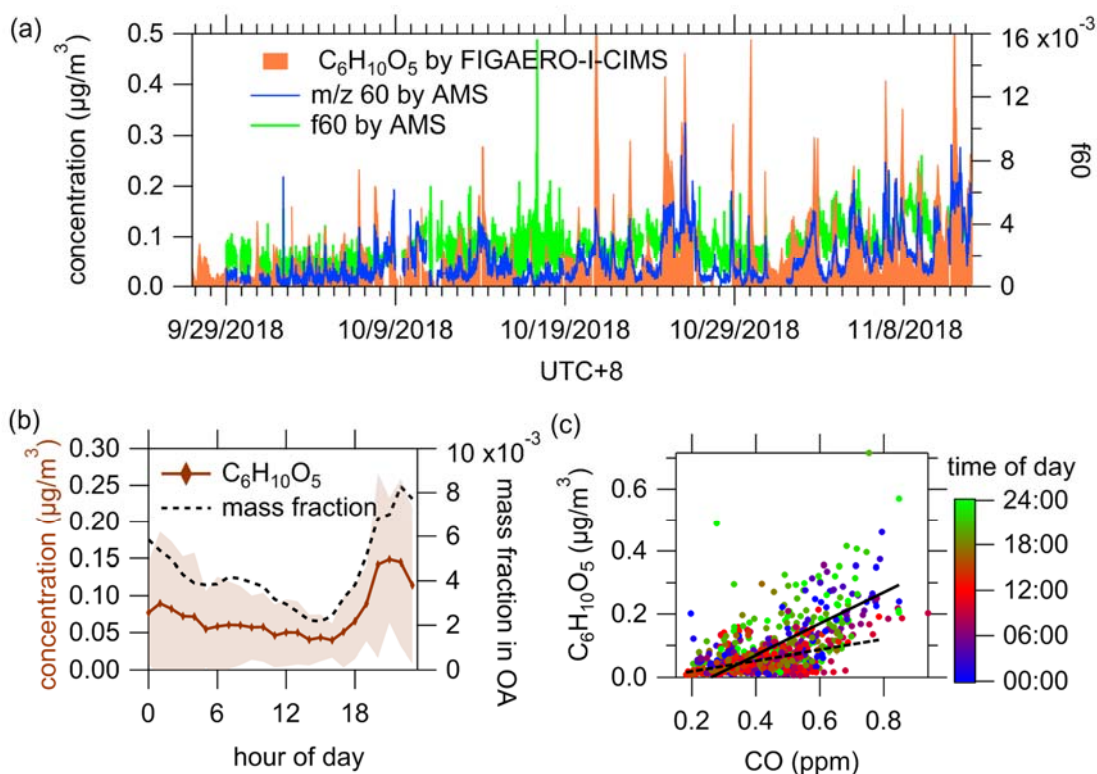 (a)
0.5
0.4
0.3
0.2
0.1
0.0
concentration (µg/m³)
C₆H₁₀O₅ by FIGAERO-I-CIMS
m/z 60 by AMS
f60 by AMS
16 x10⁻³
12
8
4
0
f60
9/29/2018
10/9/2018
10/19/2018
10/29/2018
11/8/2018
UTC+8
(b)
0.30
0.25
0.20
0.15
0.10
0.05
0.00
concentration (µg/m³)
C₆H₁₀O₅
mass fraction
10 x10⁻³
8
6
4
2
0
mass fraction in OA
0
6
12
18
hour of day
(c)
0.6
0.4
0.2
0.0
C₆H₁₀O₅ (µg/m³)
0.2
0.4
0.6
0.8
CO (ppm)
time of day
24:00
18:00
12:00
06:00
00:00